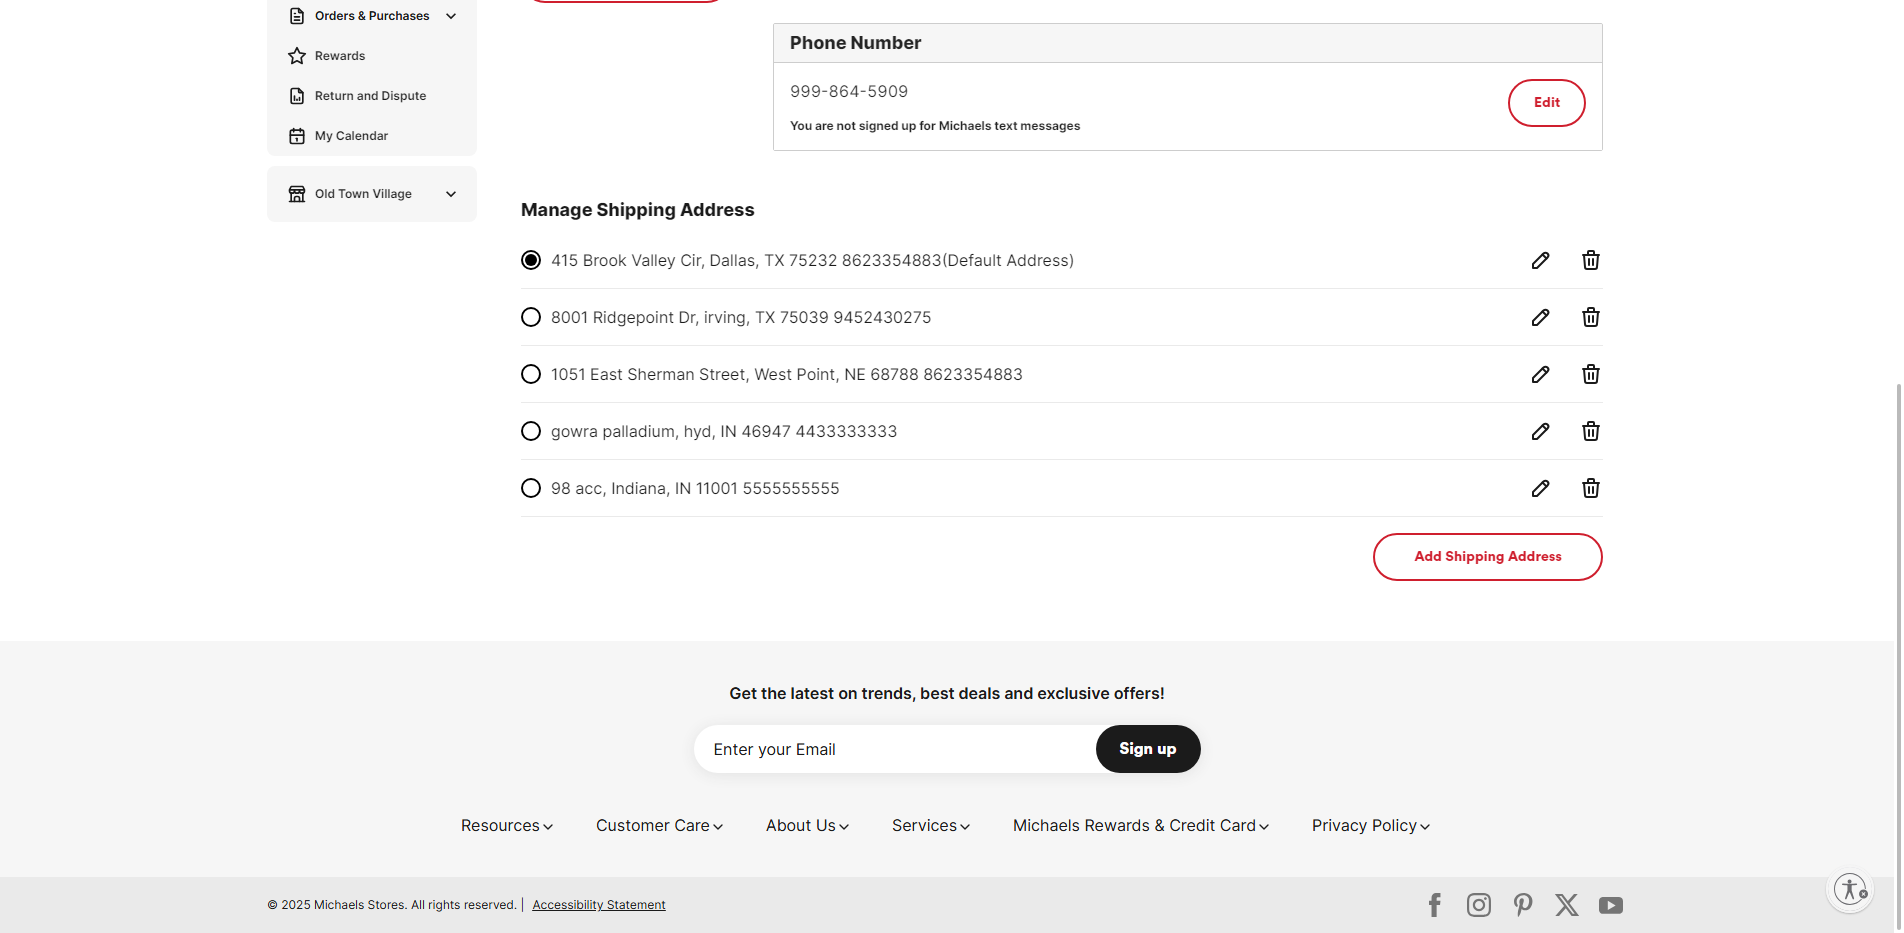 Orders & Purchases
Rewards
Return and Dispute
My Calendar
Old Town Village
Phone Number
999-864-5909
Edit
You are not signed up for Michaels text messages
Manage Shipping Address
415 Brook Valley Cir, Dallas, TX 75232 8623354883(Default Address)
8001 Ridgepoint Dr, irving, TX 75039 9452430275
1051 East Sherman Street, West Point, NE 68788 8623354883
gowra palladium, hyd, IN 46947 4433333333
98 acc, Indiana, IN 11001 5555555555
Add Shipping Address
Get the latest on trends, best deals and exclusive offers!
Enter your Email
Sign up
Resources Customer Care About Us Services Michaels Rewards & Credit Card Privacy Policy
© 2025 Michaels Stores. All rights reserved. | Accessibility Statement